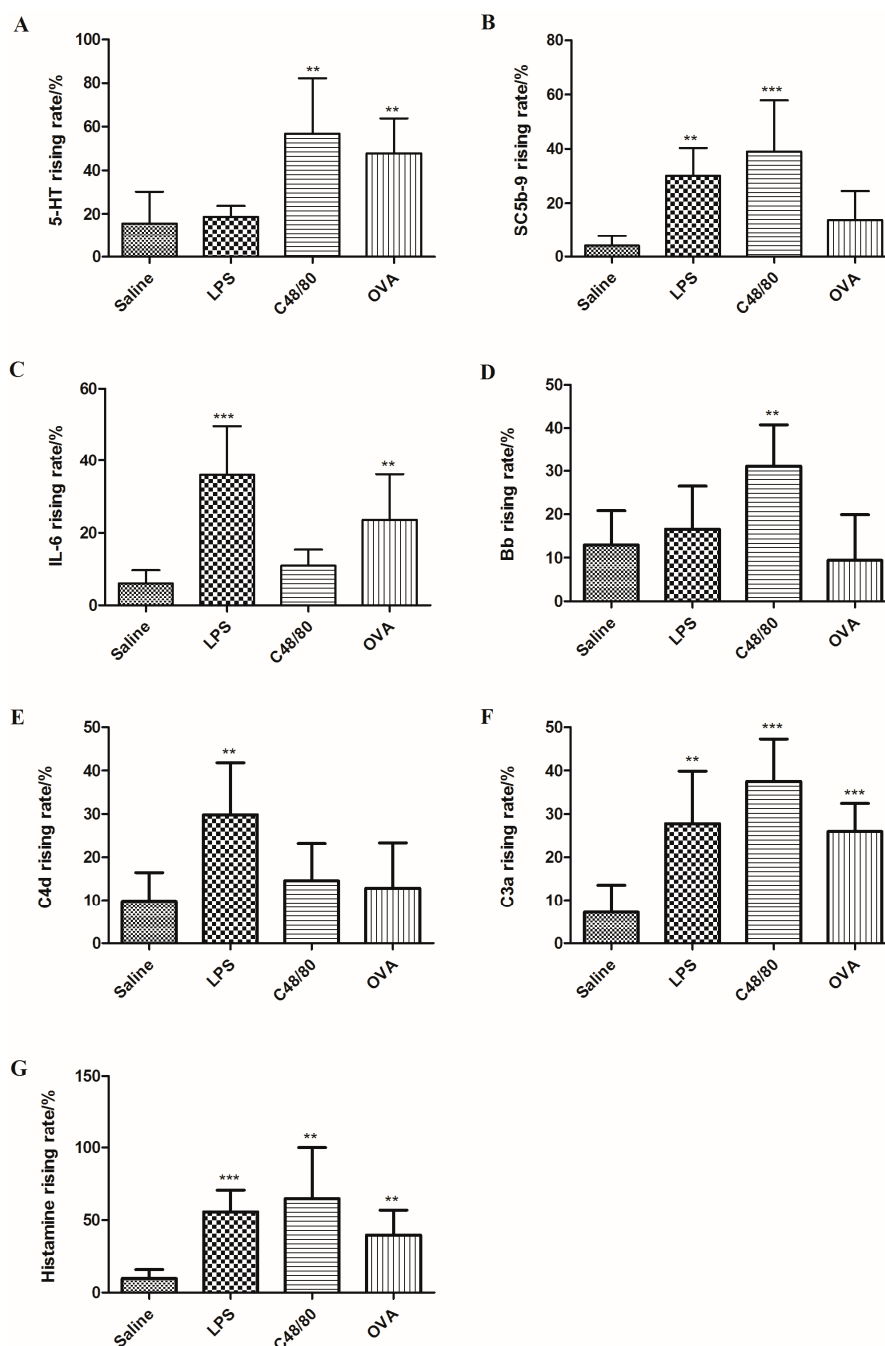 A
5-HT rising rate/%
100
80
60
40
20
0
**
**
Saline
LPS
C48/80
OVA
B
SC5b-9 rising rate/%
80
60
40
20
0
**
***
Saline
LPS
C48/80
OVA
C
IL-6 rising rate/%
60
40
20
0
***
**
Saline
LPS
C48/80
OVA
D
Bb rising rate/%
50
40
30
20
10
0
**
Saline
LPS
C48/80
OVA
E
C4d rising rate/%
50
40
30
20
10
0
**
Saline
LPS
C48/80
OVA
F
C3a rising rate/%
50
40
30
20
10
0
**
***
***
Saline
LPS
C48/80
OVA
G
Histamine rising rate/%
150
100
50
0
***
**
**
Saline
LPS
C48/80
OVA